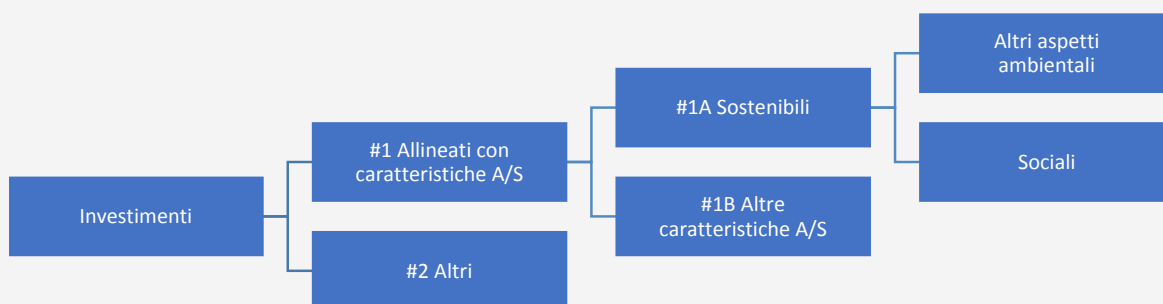 Investimenti
#1 Allineati con
caratteristiche A/S
#2 Altri
#1A Sostenibili
#1B Altre
caratteristiche A/S
Altri aspetti
ambientali
Sociali